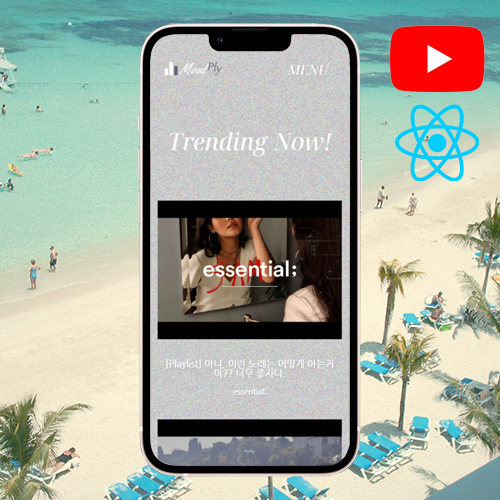 MoodPly
MENU
Trending Now!
essential;
[Playlist] 아니, 이런 노래는 어떻게 아는거
야?? 너무 좋자나..
essential;